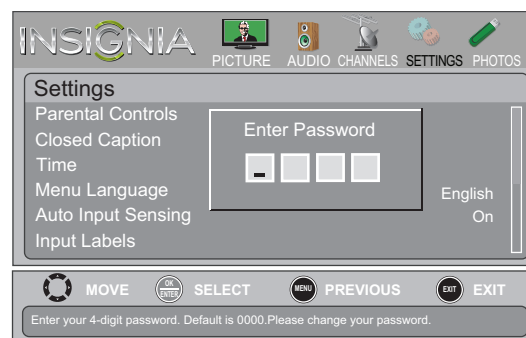 INSIGNIA
PICTURE AUDIO CHANNELS SETTINGS PHOTOS
Settings
Parental Controls
Closed Caption
Time
Menu Language English
Auto Input Sensing On
Input Labels
Enter Password
MOVE OK ENTER SELECT MENU PREVIOUS EXIT EXIT
Enter your 4-digit password. Default is 0000.Please change your password.